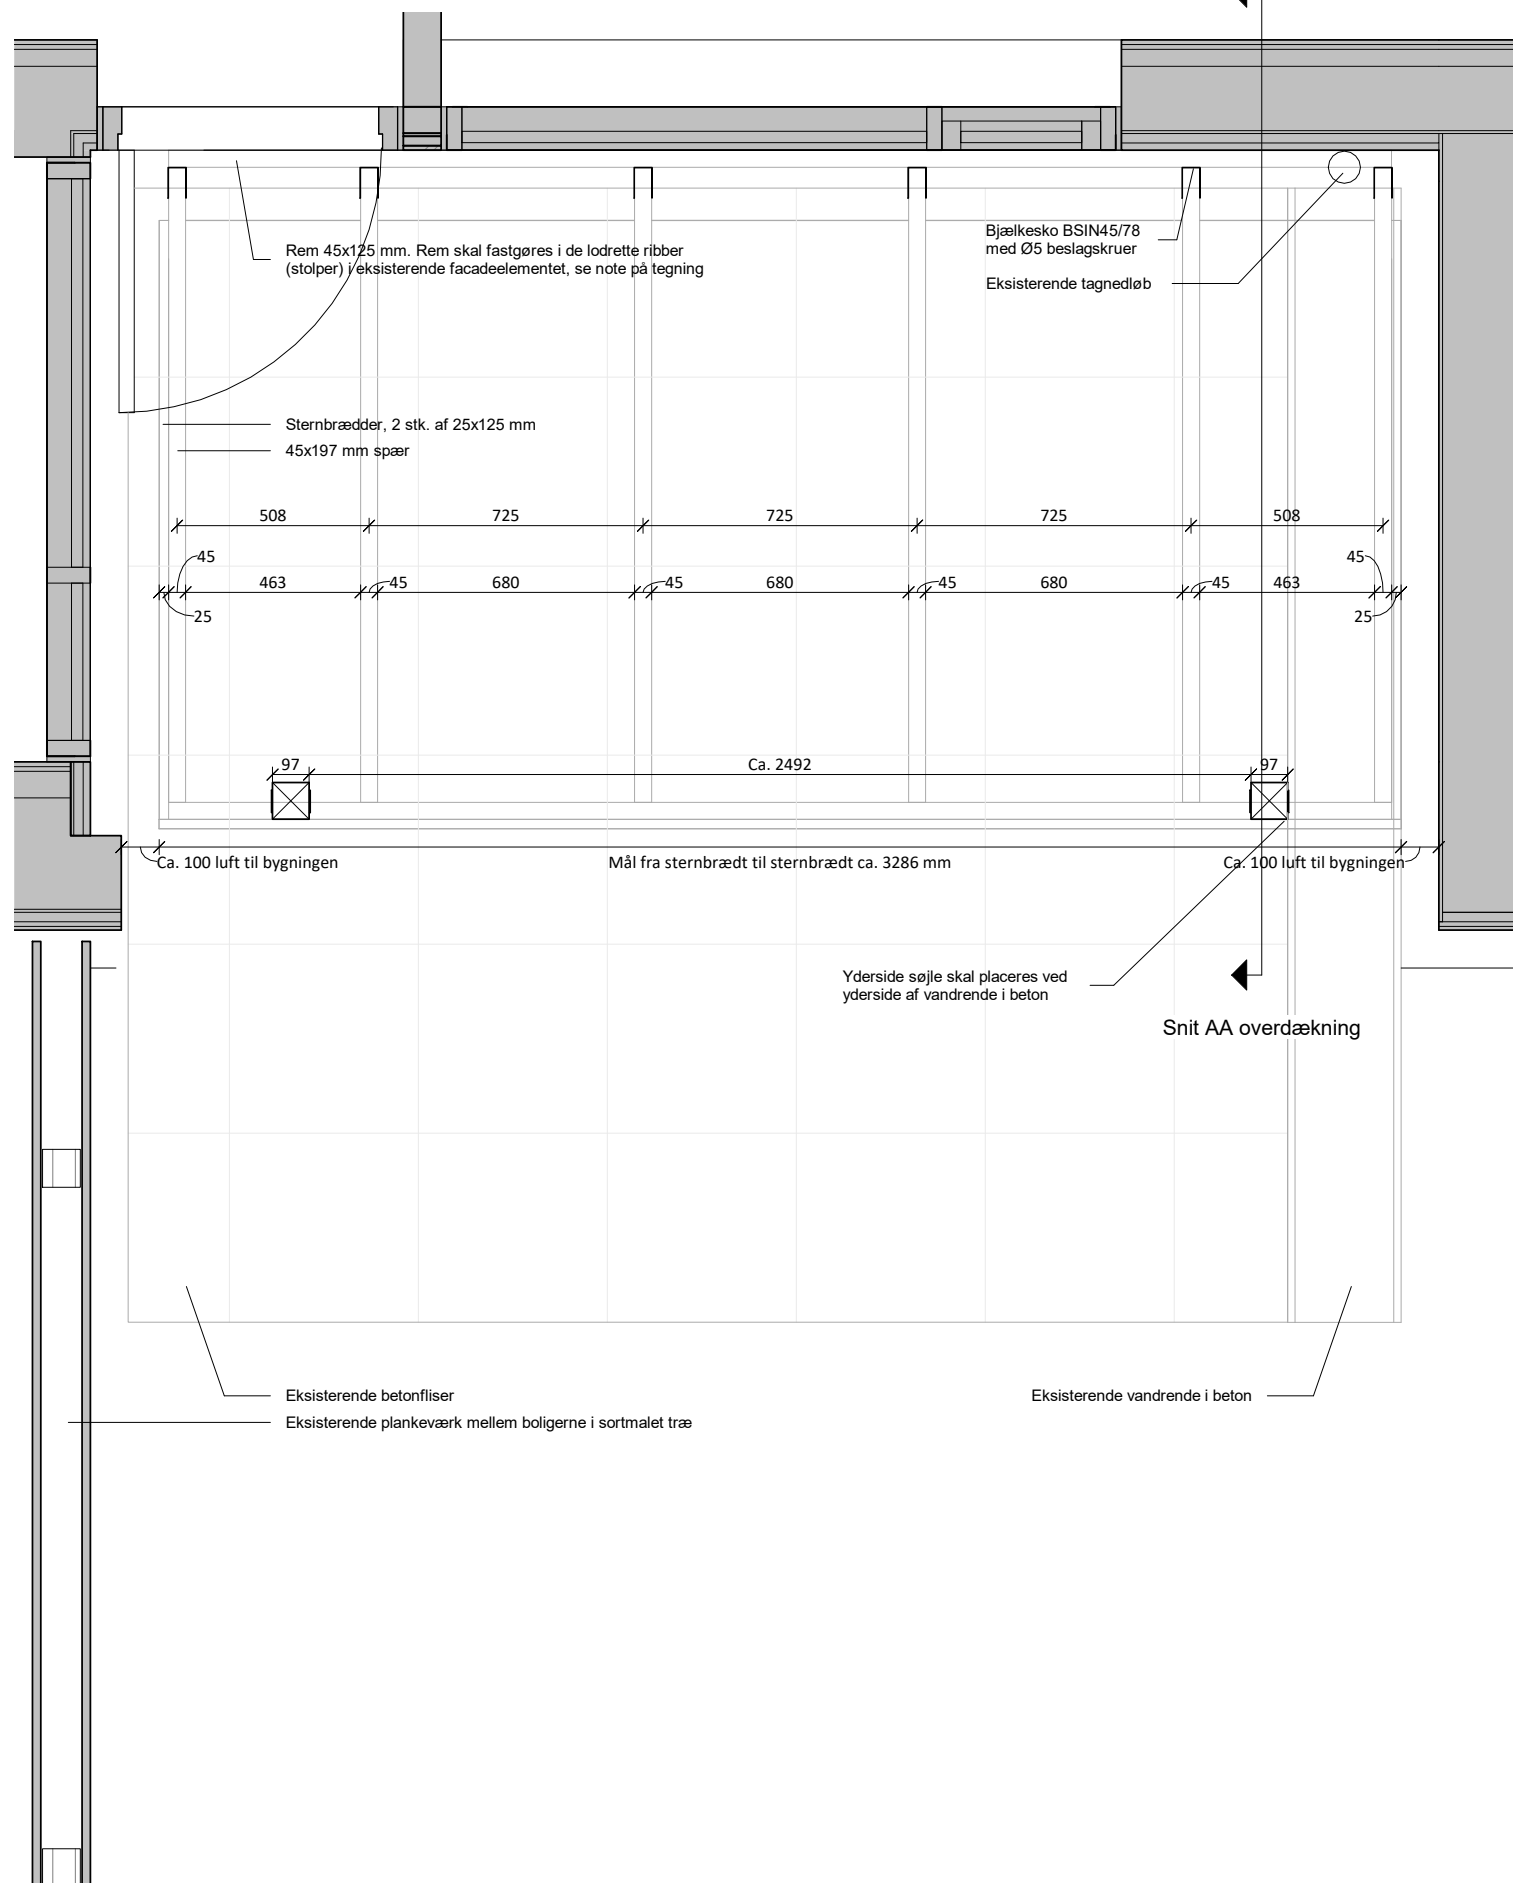 Rem 45x125 mm. Rem skal fastgøres i de lodrette ribber
(stolper) i eksisterende facadeelementet, se note på tegning
Bjælkesko BSIN45/78
med Ø5 beslagskruer
Eksisterende tagnedløb
Sternbrædder, 2 stk. af 25x125 mm
45x197 mm spær
508
725
725
725
508
45
45
463
45
680
45
680
45
680
45
463
25
25
97
Ca. 2492
97
Ca. 100 luft til bygningen
Mål fra sternbrædt til sternbrædt ca. 3286 mm
Ca. 100 luft til bygningen
Yderside søjle skal placeres ved
yderside af vandrende i beton
Snit AA overdækning
Eksisterende betonfliser
Eksisterende vandrende i beton
Eksisterende plankeværk mellem boligerne i sortmalet træ